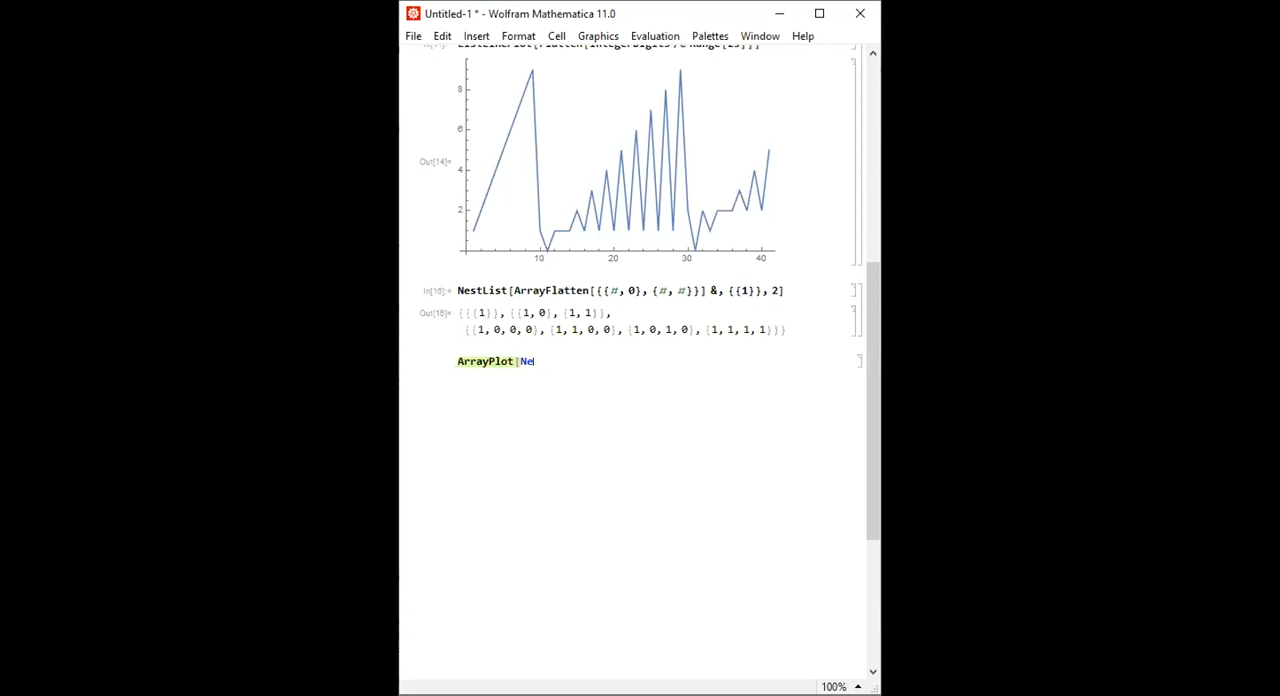 Untitled-1 * - Wolfram Mathematica 11.0
File Edit Insert Format Cell Graphics Evaluation Palettes Window Help
8
6
Out[14]=
4
2
10 20 30 40
In[16]:= NestList[ArrayFlatten[{{#, 0}, {#, #}}] &, {{1}}, 2]
Out[16]= {{{1}}, {{1, 0}, {1, 1}},
{{1, 0, 0, 0}, {1, 1, 0, 0}, {1, 0, 1, 0}, {1, 1, 1, 1}}}
ArrayPlot[Ne
100%